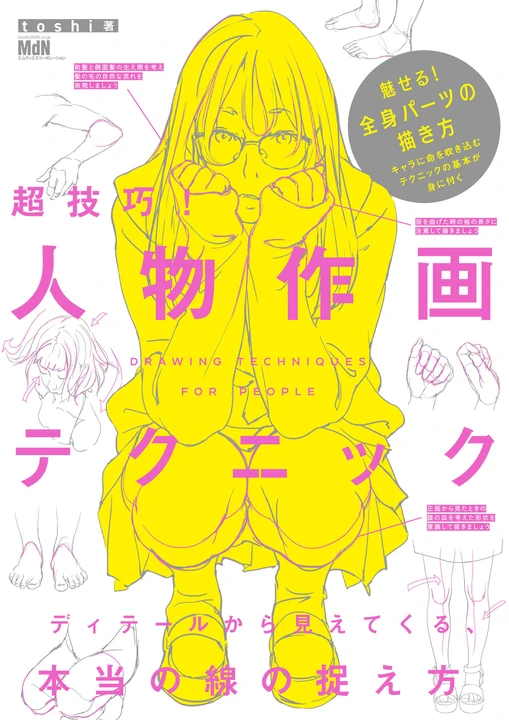 toshi 著
books.MdN.co.jp
MdN
エムディエヌコーポレーション
前髪と側面髪の生え際を考え
髪の毛の自然な流れを
表現しましょう
魅せる!
全身パーツの
描き方
キャラに命を吹き込む
テクニックの基本が
身に付く
超技巧!
肘を曲げた時の袖の長さに
注意して描きましょう
人物作画
DRAWING TECHNIQUES
FOR PEOPLE
テクニック
正面から見たときの
膝の皿を考えた形状を
意識して描きましょう
ディテールから見えてくる、
本当の線の捉え方